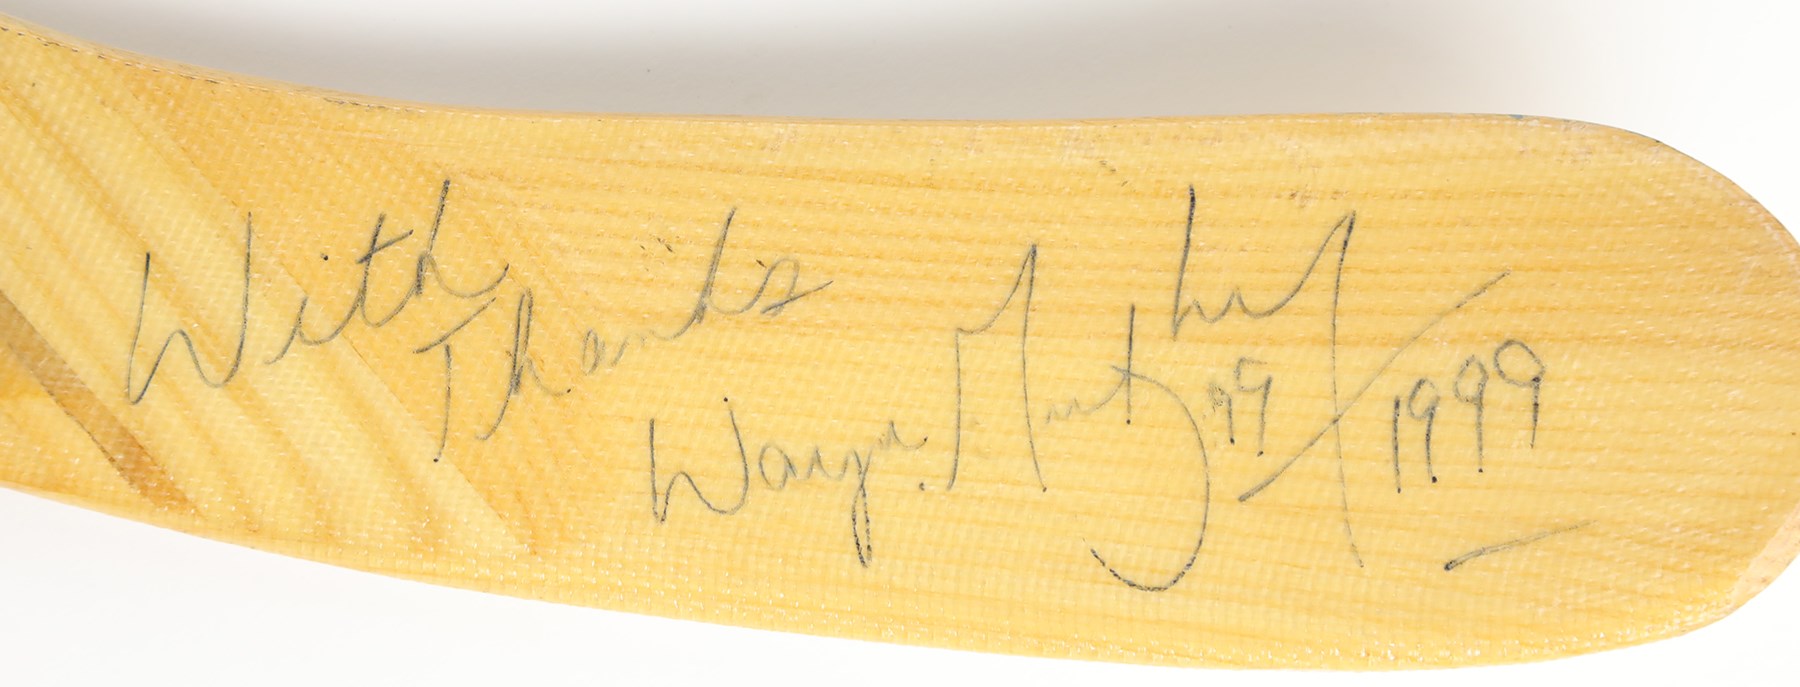 With
Thanks
Wayne Gretzky 99
1999